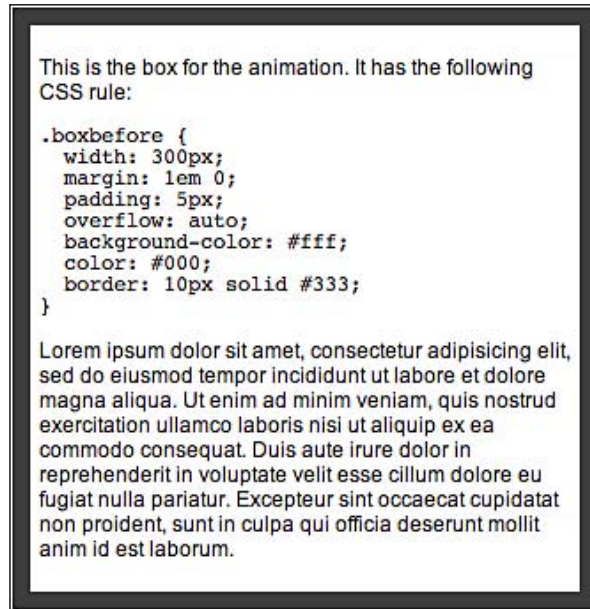 This is the box for the animation. It has the following
CSS rule:
.boxbefore {
  width: 300px;
  margin: 1em 0;
  padding: 5px;
  overflow: auto;
  background-color: #fff;
  color: #000;
  border: 10px solid #333;
}
Lorem ipsum dolor sit amet, consectetur adipisicing elit,
sed do eiusmod tempor incididunt ut labore et dolore
magna aliqua. Ut enim ad minim veniam, quis nostrud
exercitation ullamco laboris nisi ut aliquip ex ea
commodo consequat. Duis aute irure dolor in
reprehenderit in voluptate velit esse cillum dolore eu
fugiat nulla pariatur. Excepteur sint occaecat cupidatat
non proident, sunt in culpa qui officia deserunt mollit
anim id est laborum.